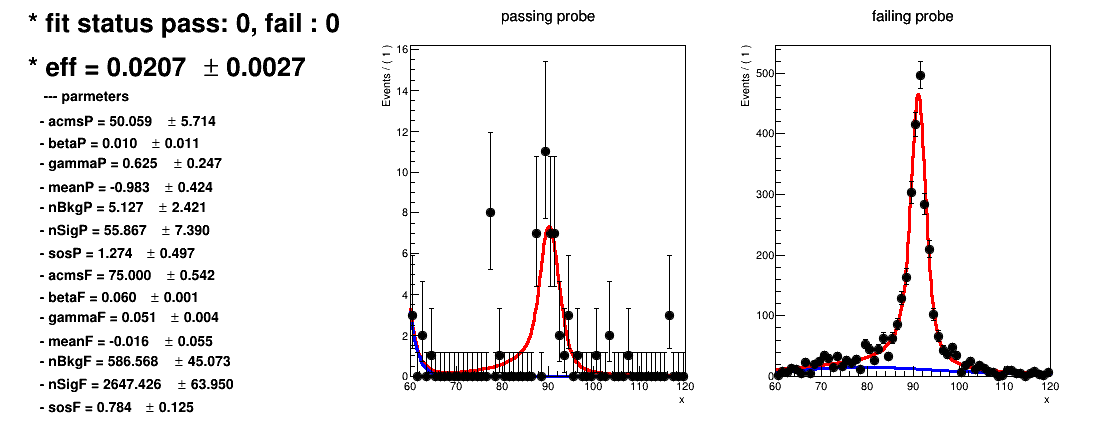 * fit status pass: 0, fail : 0
* eff = 0.0207 ± 0.0027
--- parmeters
- acmsP = 50.059 ± 5.714
- betaP = 0.010 ± 0.011
- gammaP = 0.625 ± 0.247
- meanP = -0.983 ± 0.424
- nBkgP = 5.127 ± 2.421
- nSigP = 55.867 ± 7.390
- sosP = 1.274 ± 0.497
- acmsF = 75.000 ± 0.542
- betaF = 0.060 ± 0.001
- gammaF = 0.051 ± 0.004
- meanF = -0.016 ± 0.055
- nBkgF = 586.568 ± 45.073
- nSigF = 2647.426 ± 63.950
- sosF = 0.784 ± 0.125
passing probe
Events / ( 1 )
16
14
12
10
8
6
4
2
0
60 70 80 90 100 110 120
x
failing probe
Events / ( 1 )
500
400
300
200
100
0
60 70 80 90 100 110 120
x